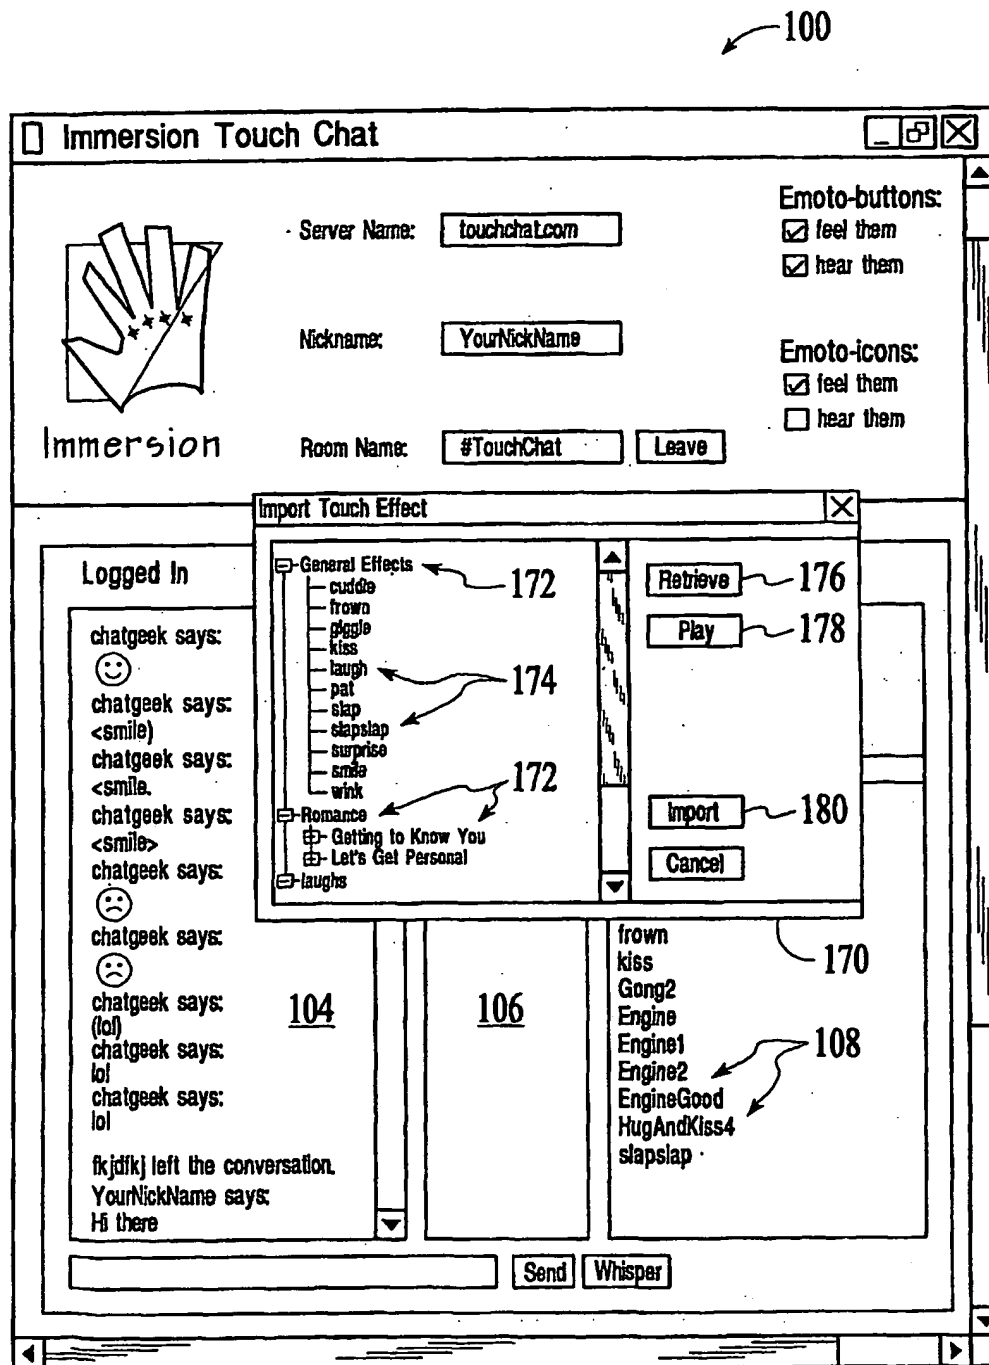 100
Immersion Touch Chat
Server Name: touchchat.com
Nickname: YourNickName
Room Name: #TouchChat Leave
Emoto-buttons:
feel them
hear them
Emoto-icons:
feel them
hear them
Immersion
Import Touch Effect
General Effects 172
cuddle
frown
giggle
kiss
laugh
pat
slap
slapslap
surprise
smile
wink
174
172
Romance
Getting to Know You
Let's Get Personal
laughs
Retrieve 176
Play 178
Import 180
Cancel
170
Logged In
chatgeek says:
chatgeek says:
<smile)
chatgeek says:
<smile.
chatgeek says:
<smile>
chatgeek says:
chatgeek says:
chatgeek says:
(lol)
chatgeek says:
lol
chatgeek says:
lol
fkjdfkj left the conversation.
YourNickName says:
Hi there
104
106
frown
kiss
Gong2
Engine
Engine1
Engine2
EngineGood
HugAndKiss4
slapslap
108
Send Whisper